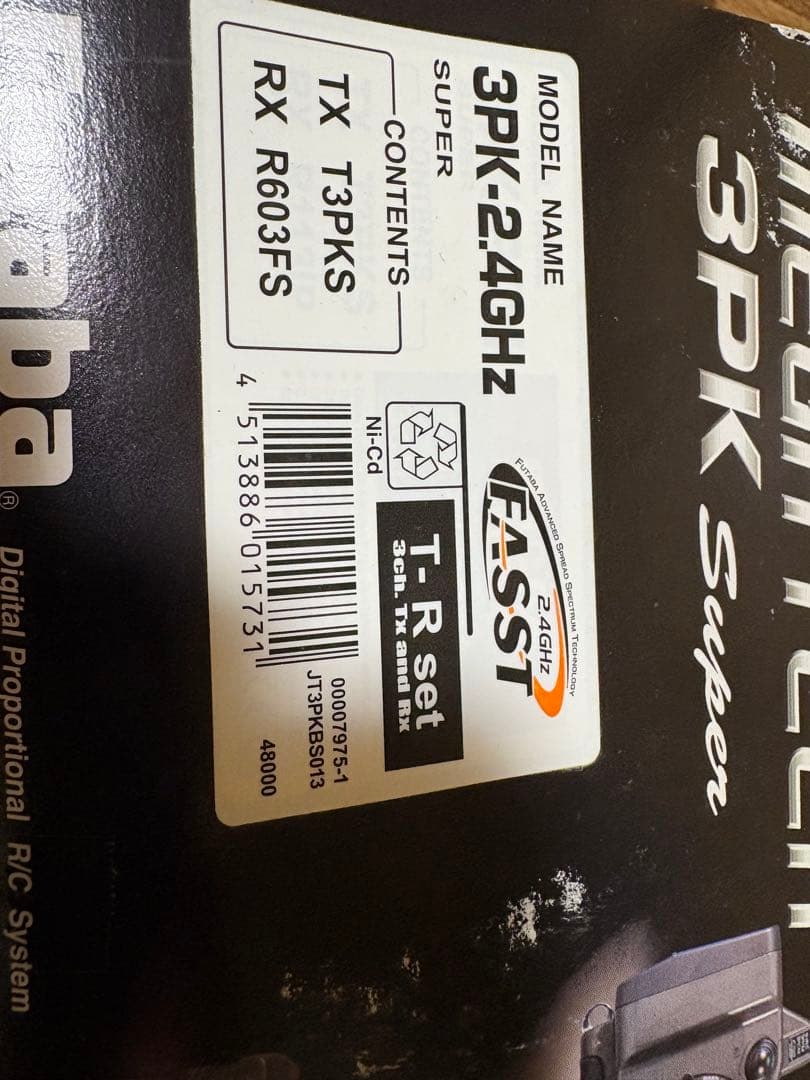 3PK Super
MODEL NAME
3PK-2.4GHz
SUPER
CONTENTS
TX T3PKS
RX R603FS
FUTABA ADVANCED SPREAD SPECTRUM TECHNOLOGY
2.4GHz
FASST
Ni-Cd
T-R set
3ch. Tx and Rx
4 513886 015731
00007975-1
JT3PKBS013
48000
® Digital Proportional R/C System